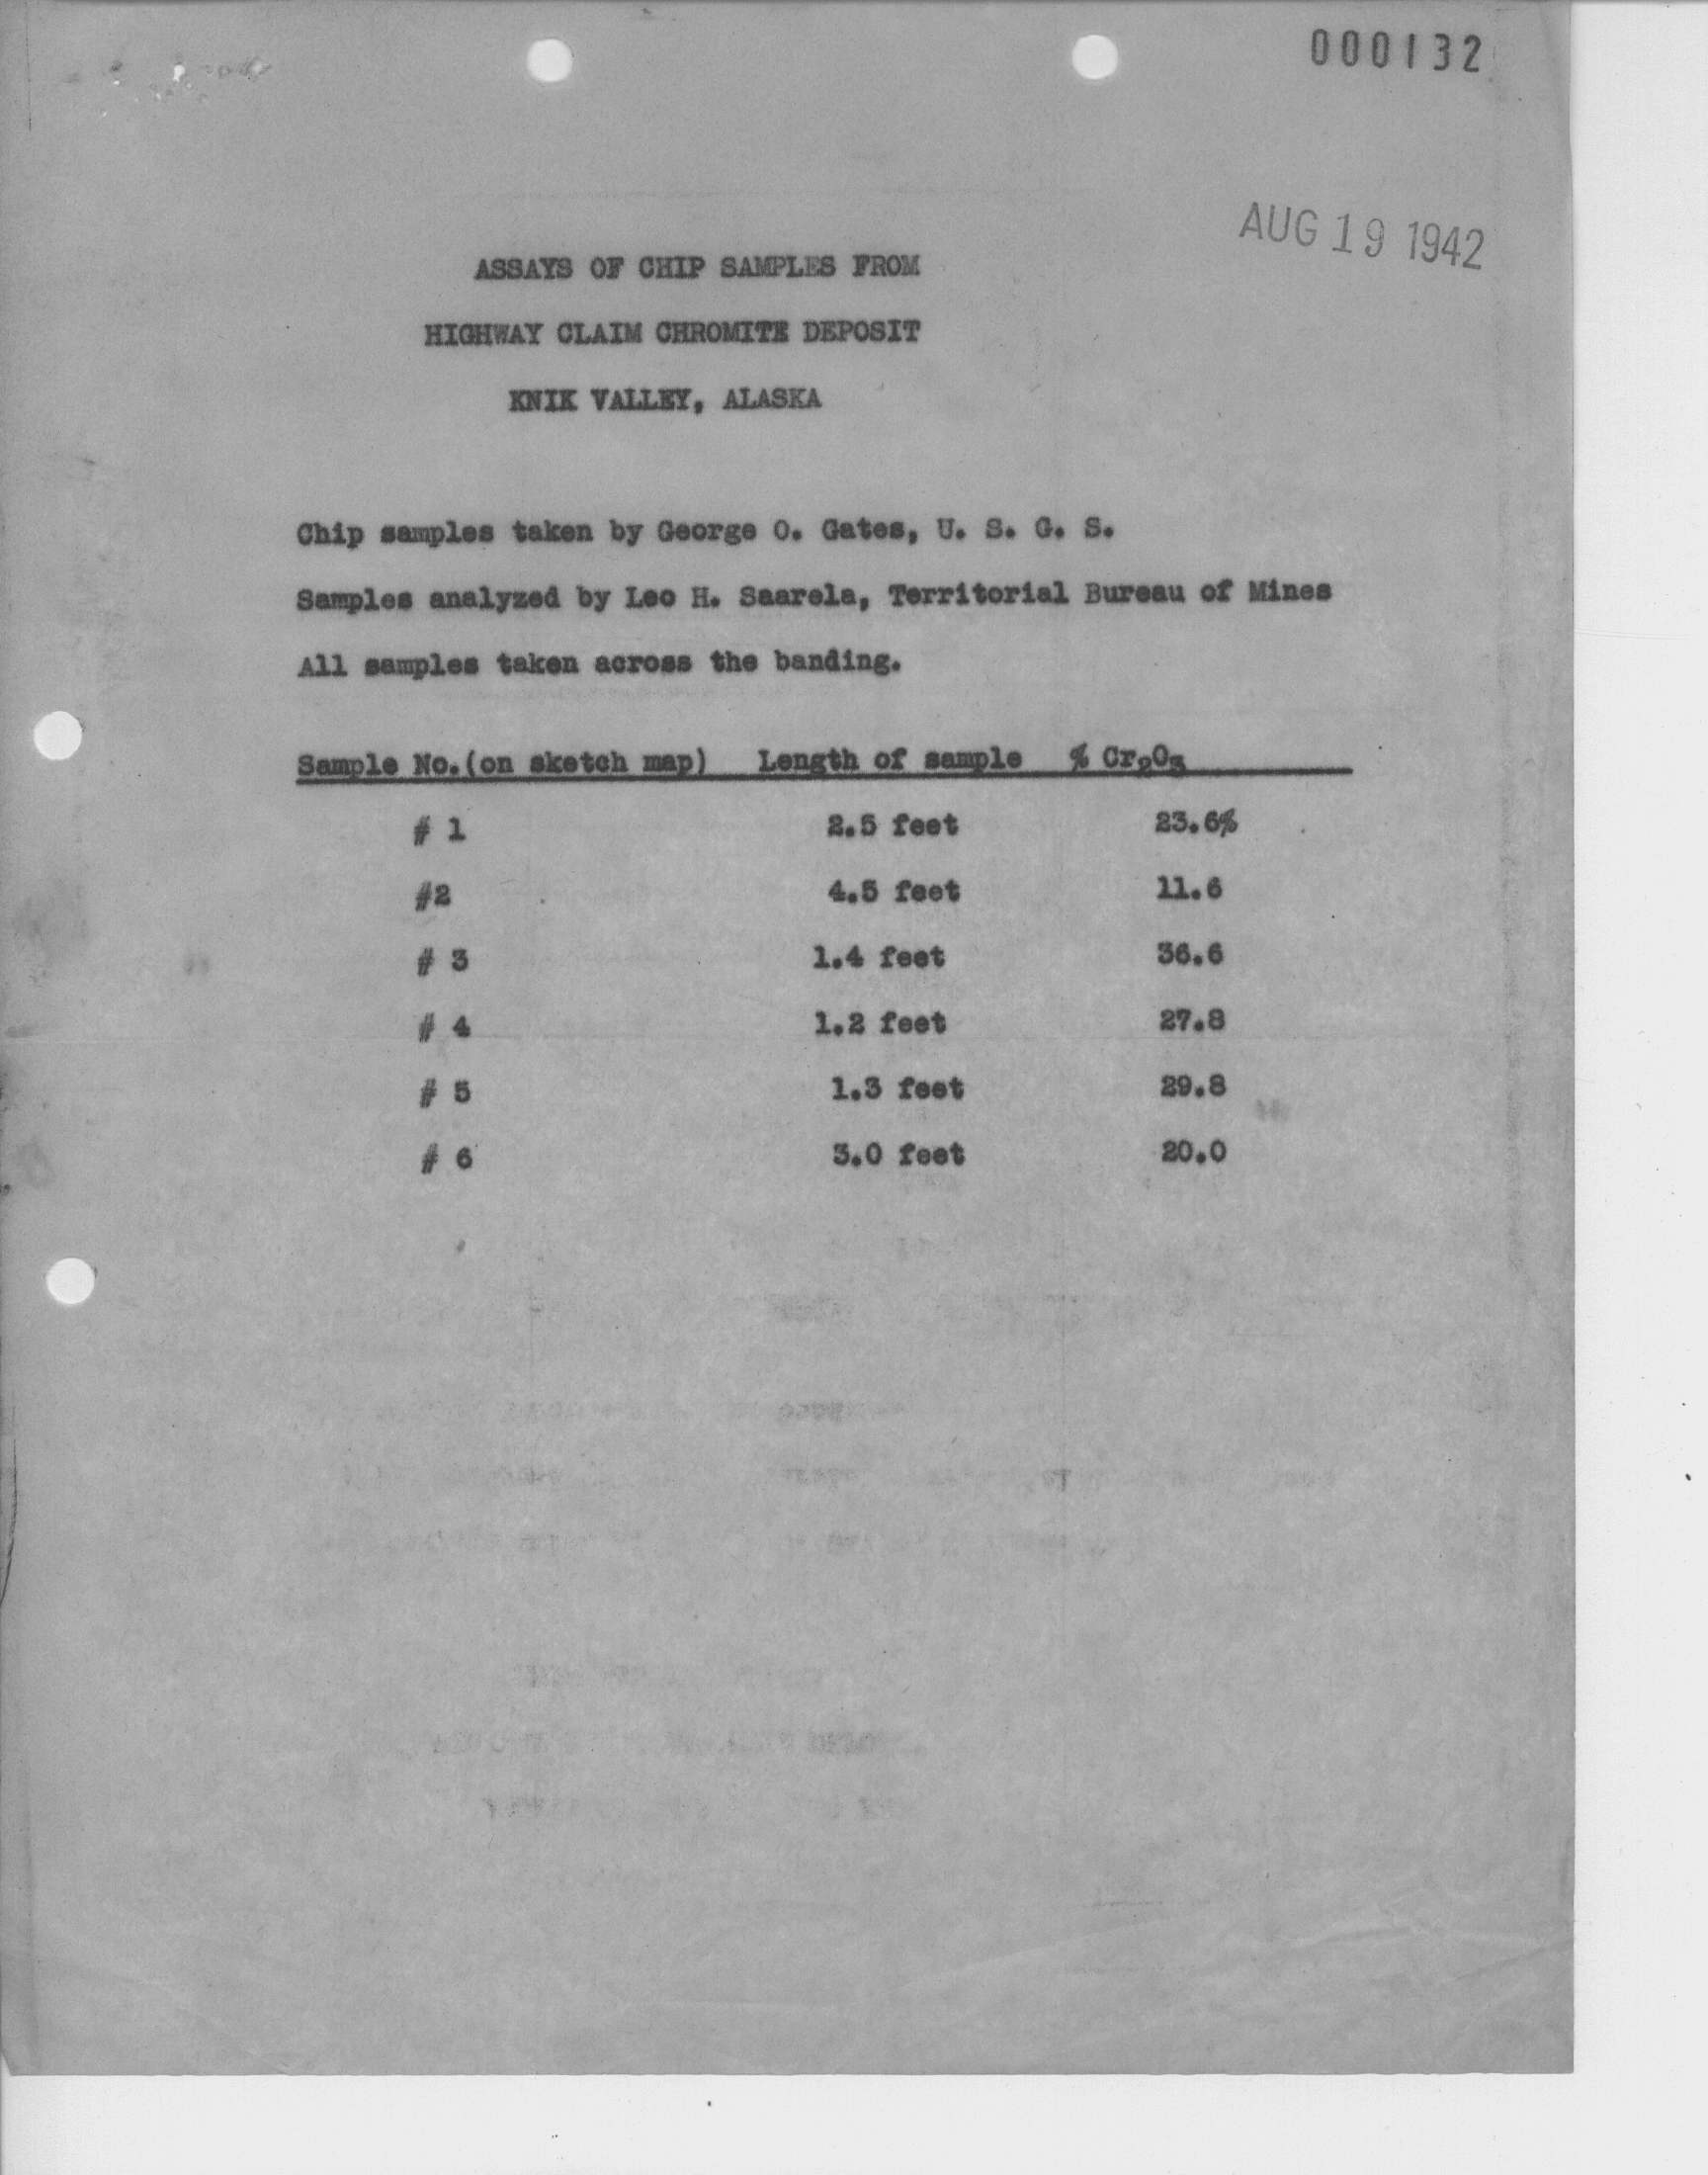 000132
AUG 19 1942
ASSAYS OF CHIP SAMPLES FROM
HIGHWAY CLAIM CHROMITE DEPOSIT
KNIK VALLEY, ALASKA
Chip samples taken by George O. Gates, U. S. G. S.
Samples analyzed by Leo H. Saarela, Territorial Bureau of Mines
All samples taken across the banding.
Sample No.(on sketch map) Length of sample % Cr2O3
# 1 2.5 feet 23.6%
#2 4.5 feet 11.6
# 3 1.4 feet 36.6
# 4 1.2 feet 27.8
# 5 1.3 feet 29.8
# 6 3.0 feet 20.0